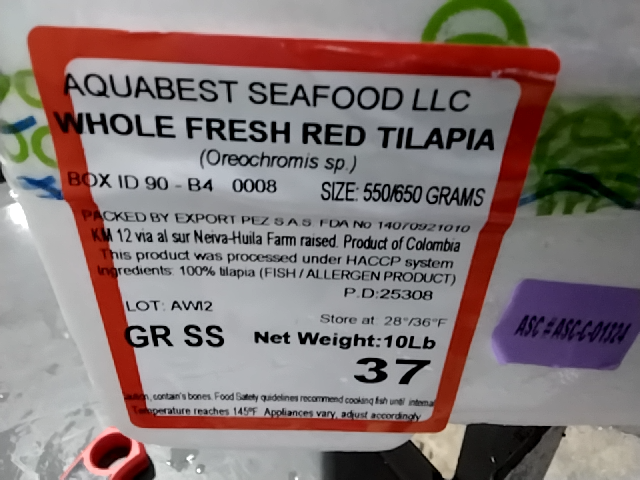 AQUABEST SEAFOOD LLC
WHOLE FRESH RED TILAPIA
(Oreochromis sp.)
BOX ID 90 - B4 0008 SIZE: 550/650 GRAMS
PACKED BY EXPORT PEZ S.A.S. FDA No 14070921010
KM 12 via al sur Neiva-Huila Farm raised. Product of Colombia
This product was processed under HACCP system
Ingredients: 100% tilapia (FISH / ALLERGEN PRODUCT)
P.D:25308
LOT: AWI2
Store at: 28°/36°F
GR SS Net Weight:10Lb
37
contain's bones. Food Safety guidelines recommend cooking fish until interna
Temperature reaches 145°F. Appliances vary, adjust accordingly
ASC # ASC-C-01324